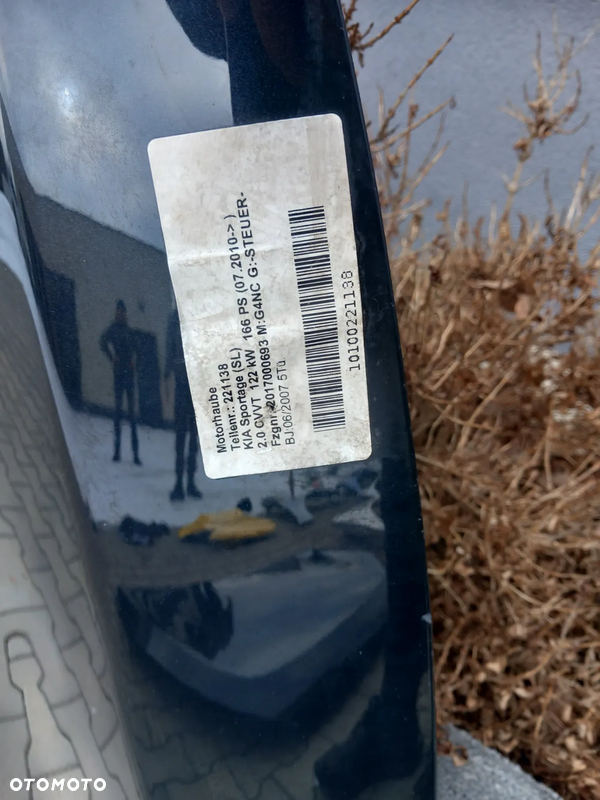 Motorhaube
Teilenr.: 221138
KIA Sportage (SL)
2.0 CVVT 122 kW 166 PS (07.2010-> )
Fzgnr.: 2017000693 M:G4NC G:-STEUER-
BJ:06/2007 5Tü
10100221138
OTOMOTO